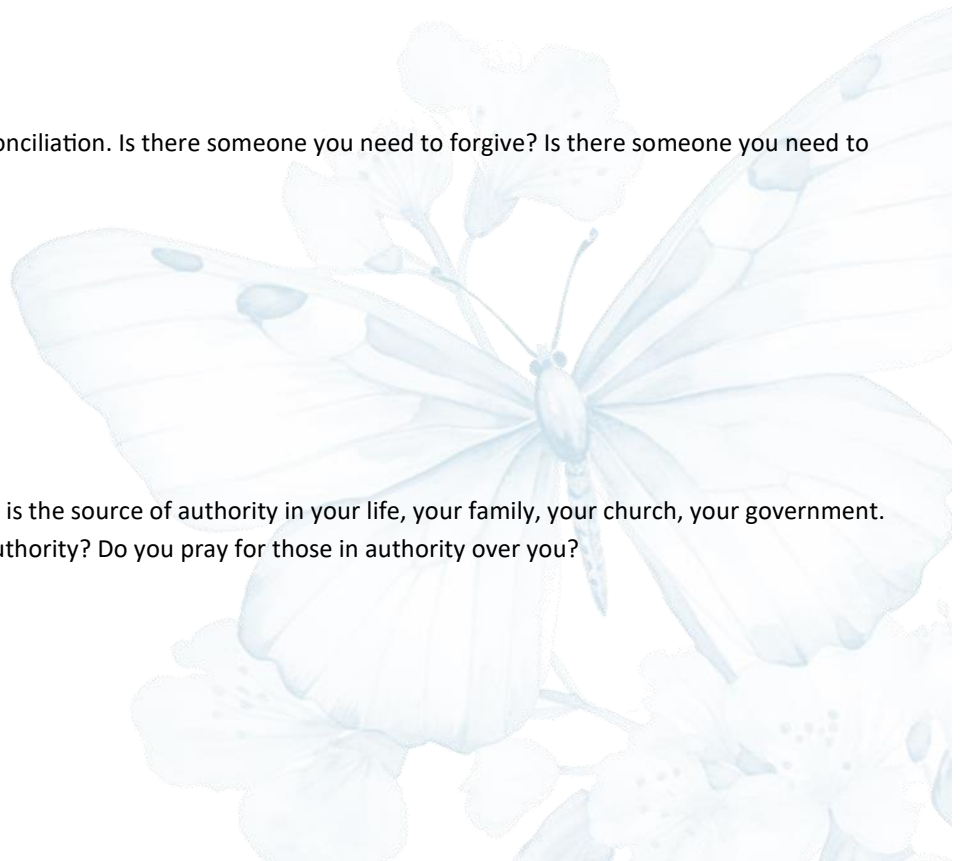 onciliation. Is there someone you need to forgive? Is there someone you need to
is the source of authority in your life, your family, your church, your government.
uthority? Do you pray for those in authority over you?